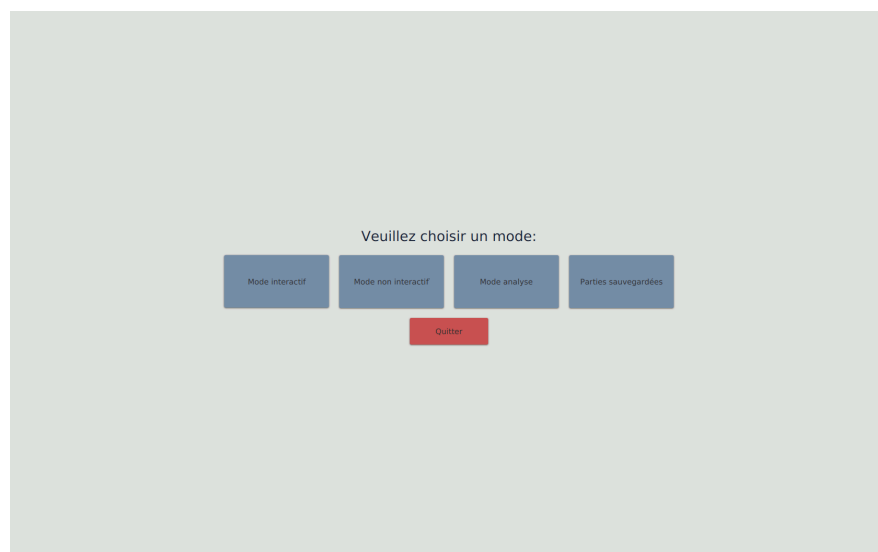 Veuillez choisir un mode:
Mode interactif
Mode non interactif
Mode analyse
Parties sauvegardées
Quitter